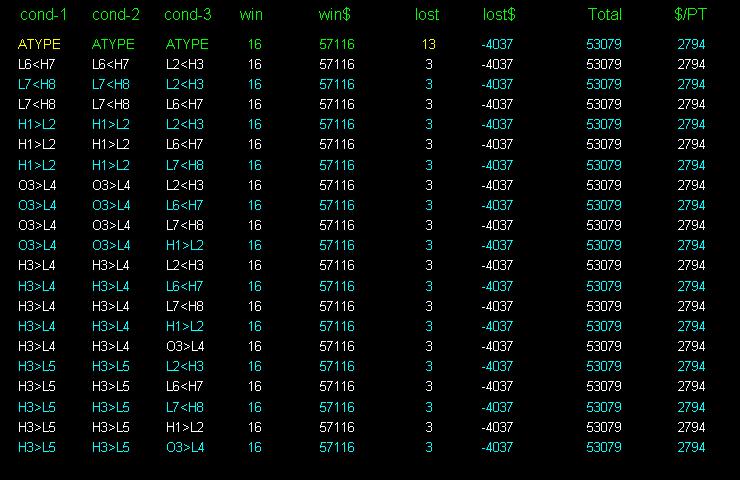 cond-1 cond-2 cond-3 win win$ lost lost$ Total $/PT
ATYPE ATYPE ATYPE 16 57116 13 -4037 53079 2794
L6<H7 L6<H7 L2<H3 16 57116 3 -4037 53079 2794
L7<H8 L7<H8 L2<H3 16 57116 3 -4037 53079 2794
L7<H8 L7<H8 L6<H7 16 57116 3 -4037 53079 2794
H1>L2 H1>L2 L2<H3 16 57116 3 -4037 53079 2794
H1>L2 H1>L2 L6<H7 16 57116 3 -4037 53079 2794
H1>L2 H1>L2 L7<H8 16 57116 3 -4037 53079 2794
O3>L4 O3>L4 L2<H3 16 57116 3 -4037 53079 2794
O3>L4 O3>L4 L6<H7 16 57116 3 -4037 53079 2794
O3>L4 O3>L4 L7<H8 16 57116 3 -4037 53079 2794
O3>L4 O3>L4 H1>L2 16 57116 3 -4037 53079 2794
H3>L4 H3>L4 L2<H3 16 57116 3 -4037 53079 2794
H3>L4 H3>L4 L6<H7 16 57116 3 -4037 53079 2794
H3>L4 H3>L4 L7<H8 16 57116 3 -4037 53079 2794
H3>L4 H3>L4 H1>L2 16 57116 3 -4037 53079 2794
H3>L4 H3>L4 O3>L4 16 57116 3 -4037 53079 2794
H3>L5 H3>L5 L2<H3 16 57116 3 -4037 53079 2794
H3>L5 H3>L5 L6<H7 16 57116 3 -4037 53079 2794
H3>L5 H3>L5 L7<H8 16 57116 3 -4037 53079 2794
H3>L5 H3>L5 H1>L2 16 57116 3 -4037 53079 2794
H3>L5 H3>L5 O3>L4 16 57116 3 -4037 53079 2794